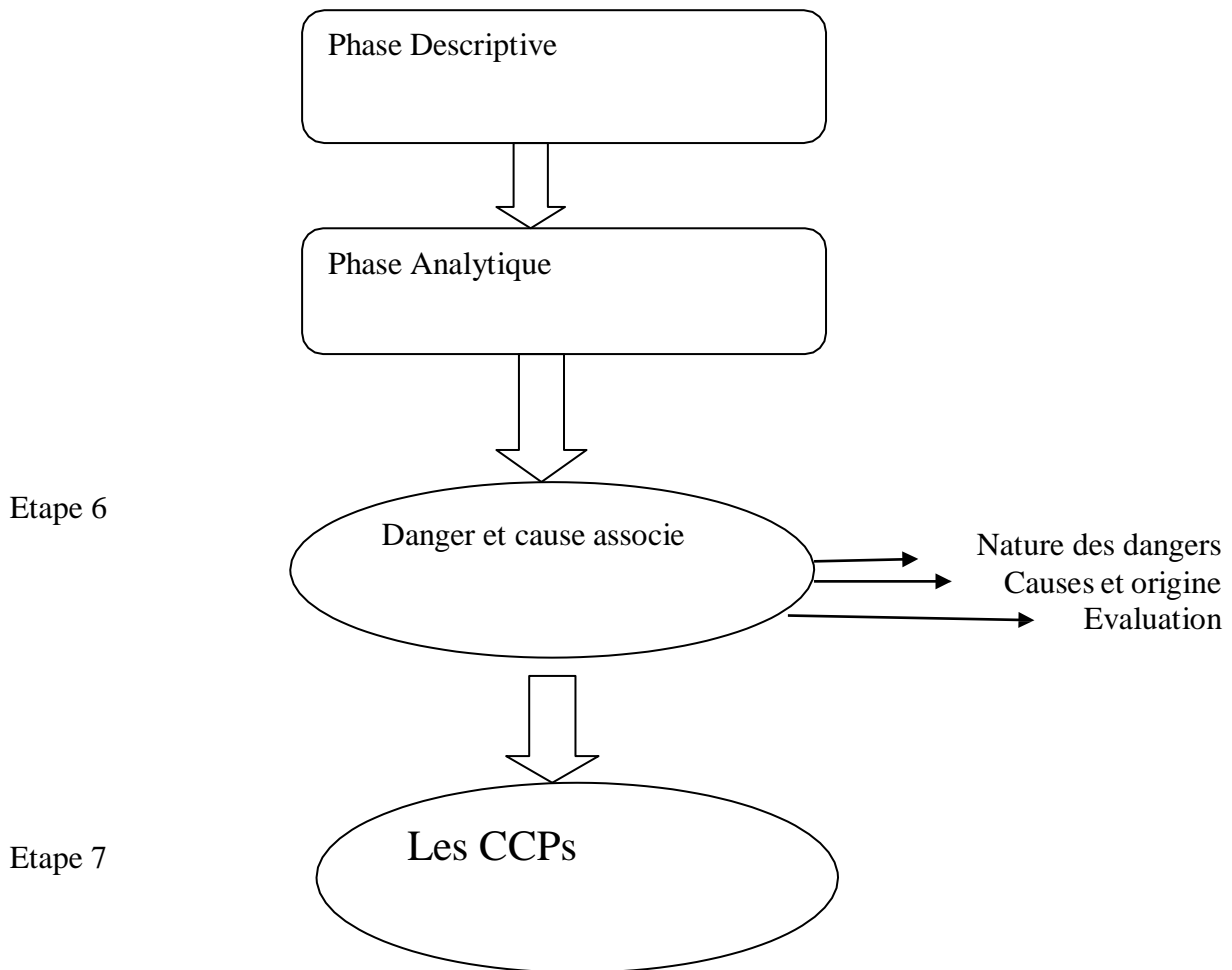 Phase Descriptive
Phase Analytique
Etape 6
Danger et cause associe
Nature des dangers
Causes et origine
Evaluation
Etape 7
Les CCPs